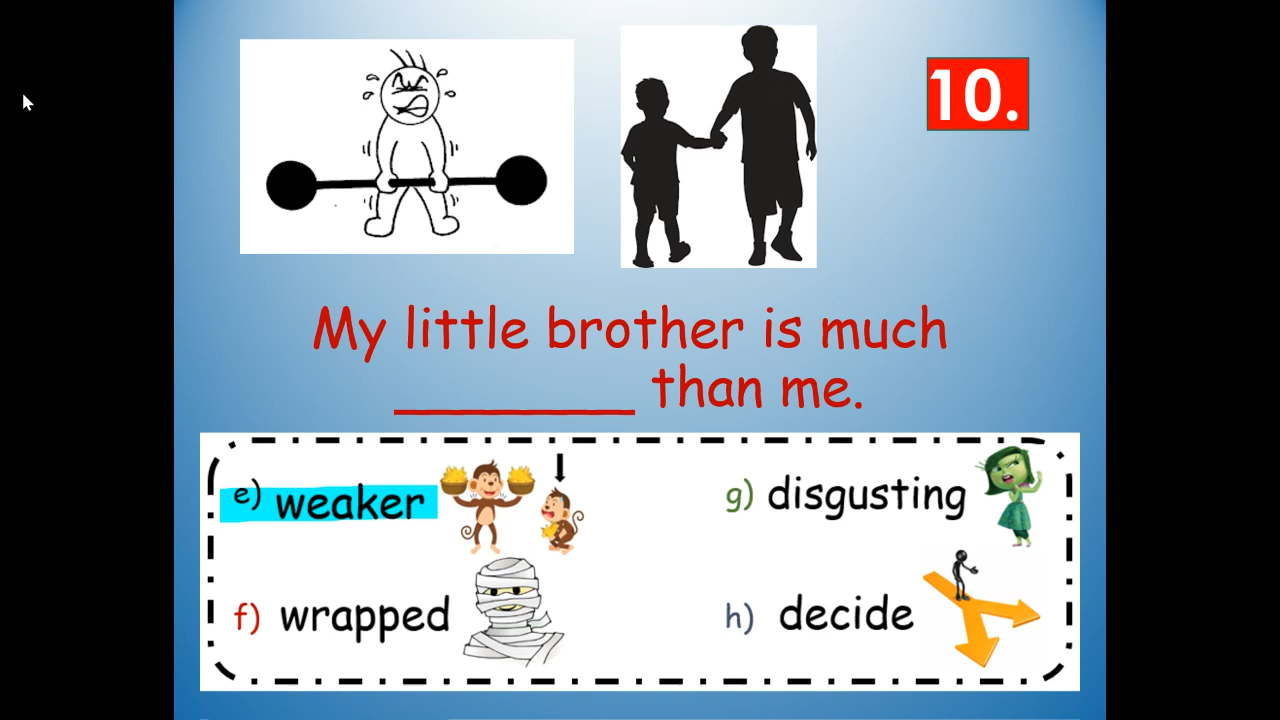 10.
My little brother is much
________ than me.
e) weaker
g) disgusting
f) wrapped
h) decide